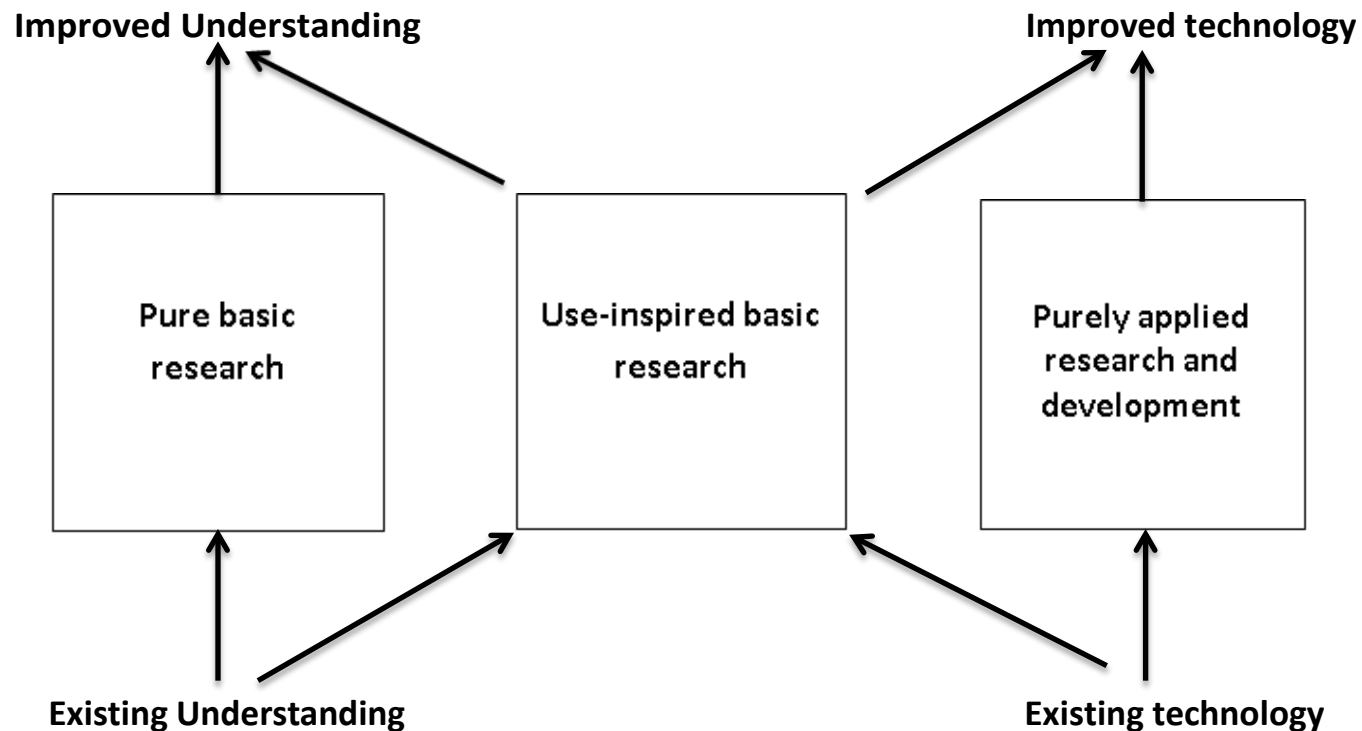 Improved Understanding
Improved technology
Pure basic
research
Use-inspired basic
research
Purely applied
research and
development
Existing Understanding
Existing technology